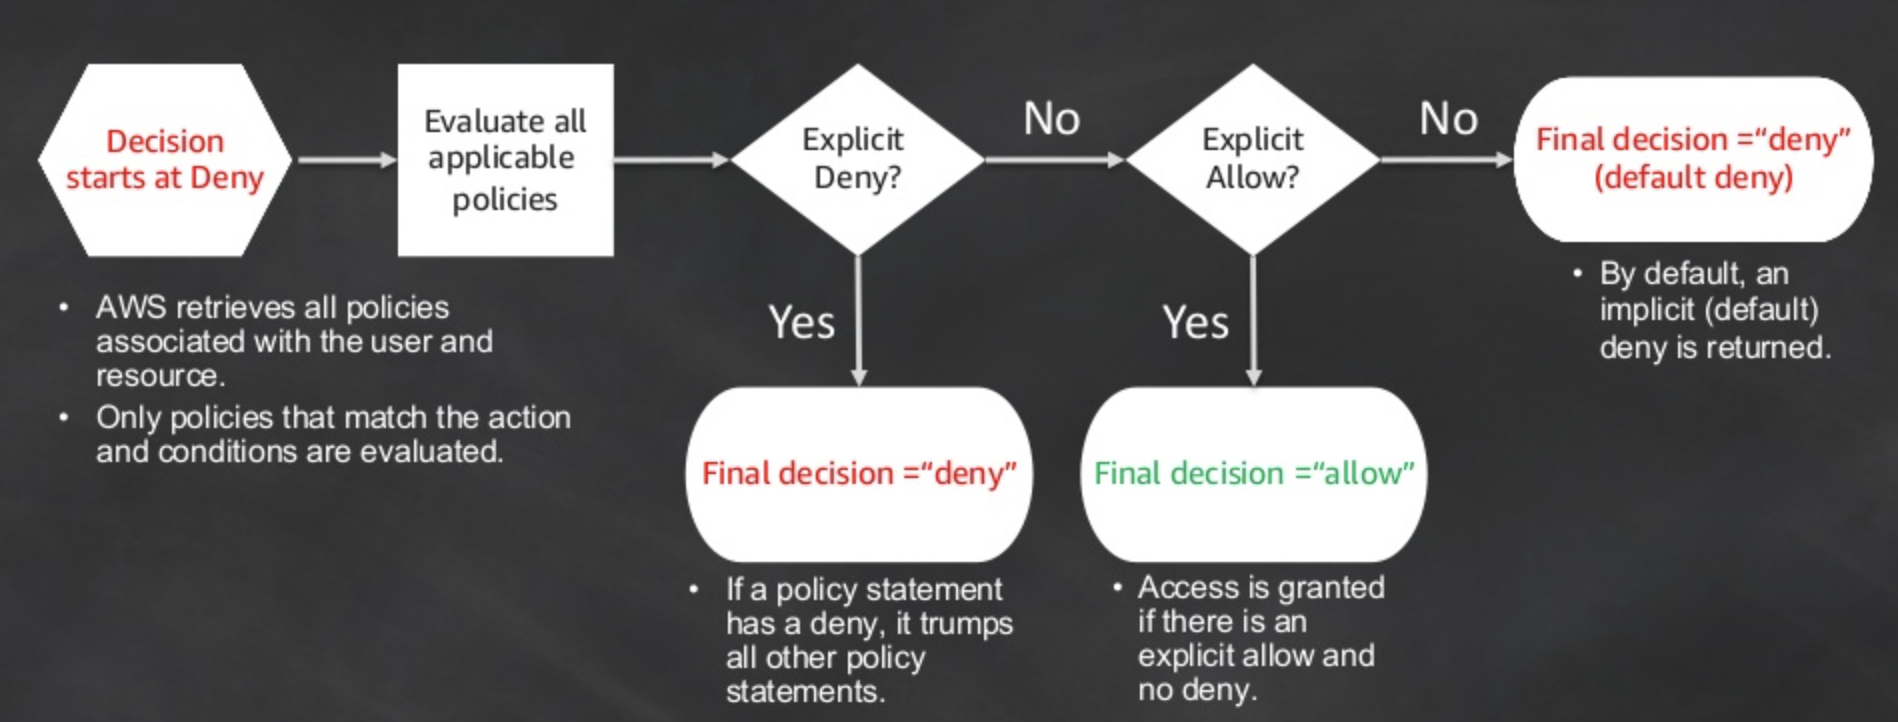 Decision
starts at Deny
Evaluate all
applicable
policies
Explicit
Deny?
No
Explicit
Allow?
No
Final decision =“deny”
(default deny)
• AWS retrieves all policies
associated with the user and
resource.
• Only policies that match the action
and conditions are evaluated.
Yes
Yes
• By default, an
implicit (default)
deny is returned.
Final decision =“deny”
Final decision =“allow”
• If a policy statement
has a deny, it trumps
all other policy
statements.
• Access is granted
if there is an
explicit allow and
no deny.